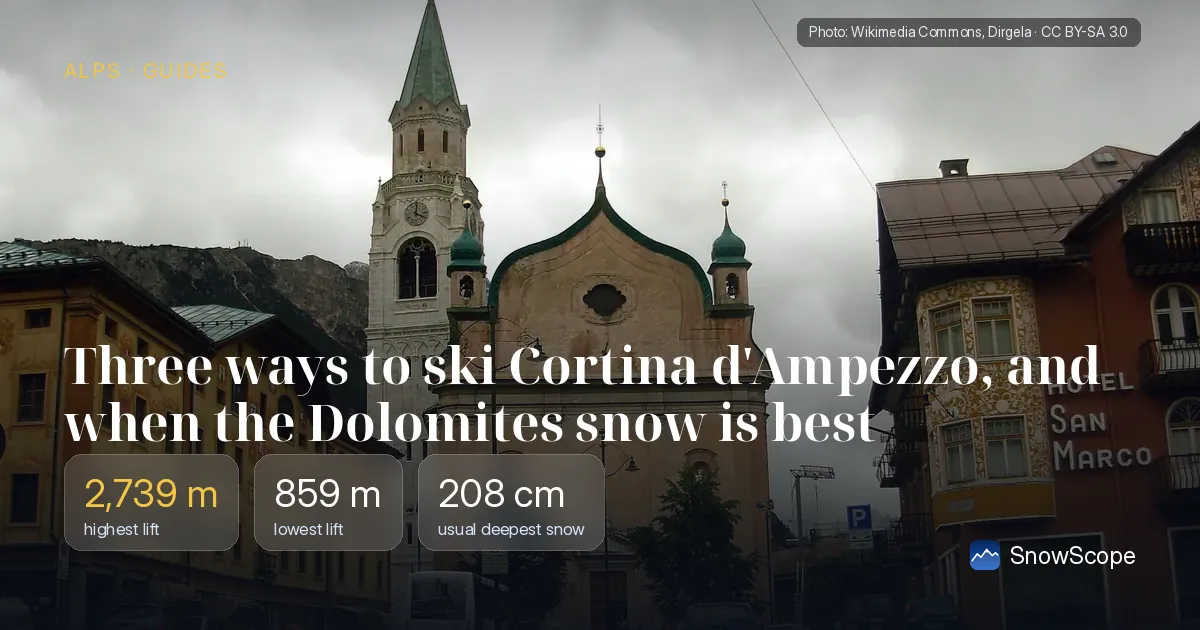 Photo: Wikimedia Commons, Dirgela · CC BY-SA 3.0
ALPS · GUIDES
Three ways to ski Cortina d'Ampezzo, and
when the Dolomites snow is best
HOTEL
SAN
MARCO
2,739 m
highest lift
859 m
lowest lift
208 cm
usual deepest snow
P
SnowScope